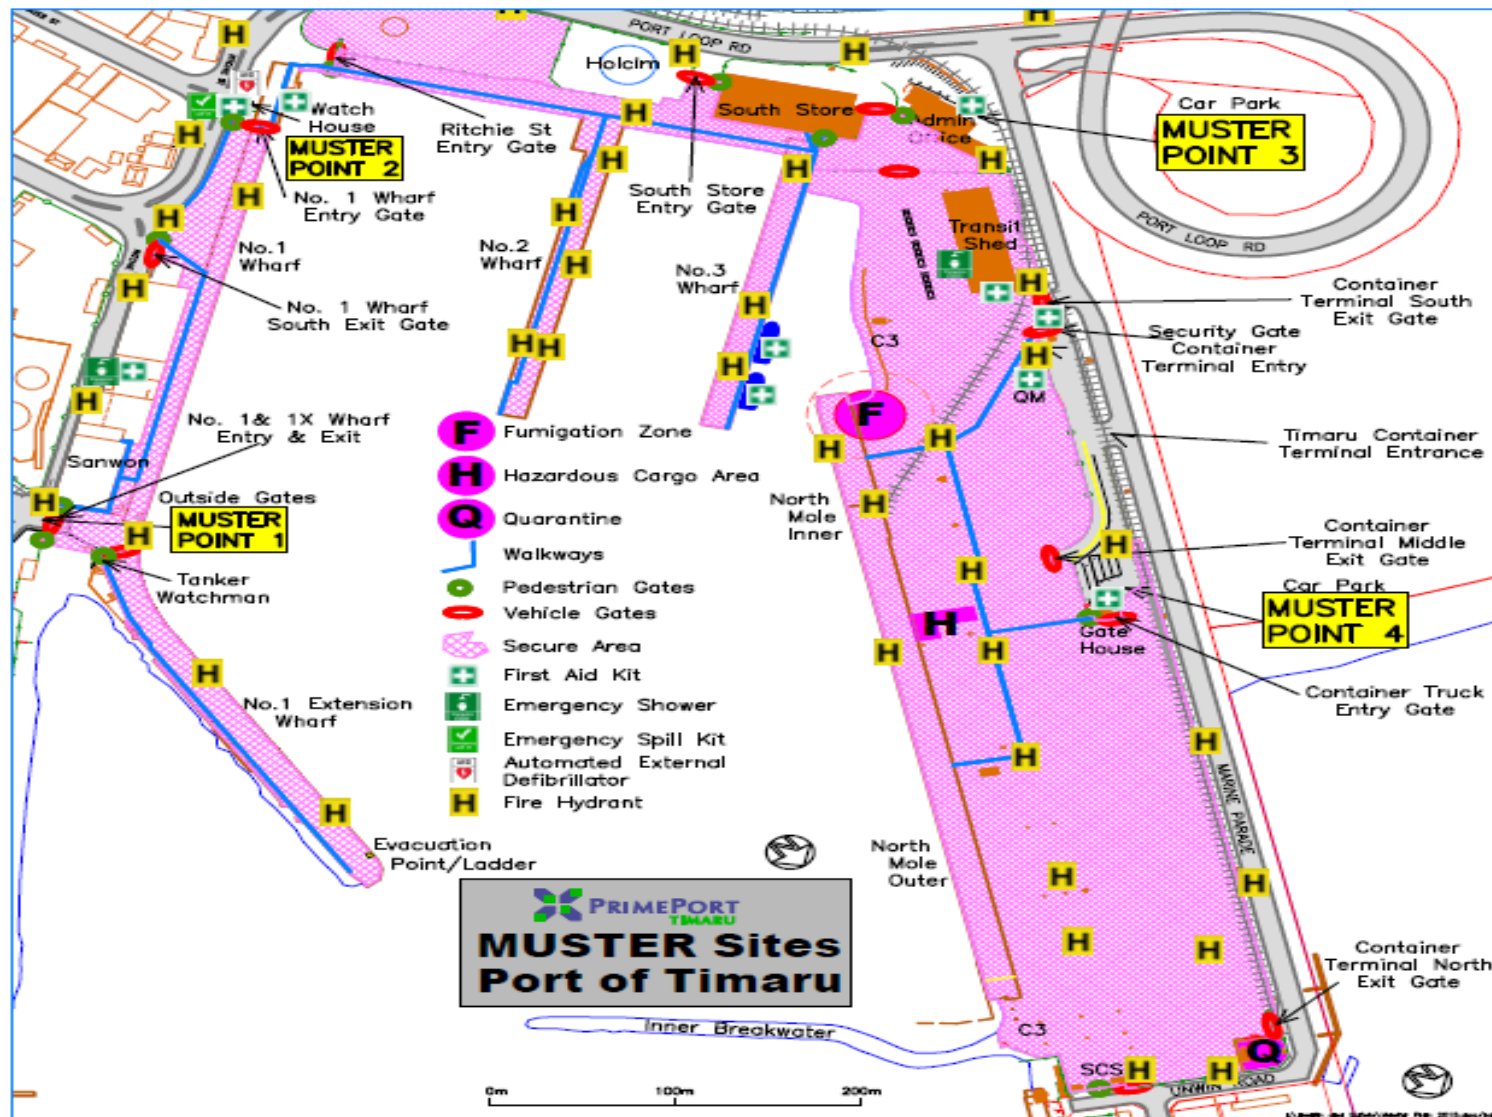 PORT LOOP RD
Holcim
South Store
Admin
Office
Car Park
MUSTER
POINT 3
Watch
House
MUSTER
POINT 2
Ritchie St
Entry Gate
No. 1 Wharf
Entry Gate
South Store
Entry Gate
PORT LOOP RD
Transit
Shed
No.1
Wharf
No.2
Wharf
No.3
Wharf
No. 1 Wharf
South Exit Gate
Container
Terminal South
Exit Gate
Security Gate
Container
Terminal Entry
C3
QM
No. 1& 1X Wharf
Entry & Exit
Sanwon
Outside Gates
MUSTER
POINT 1
Timaru Container
Terminal Entrance
F
F Fumigation Zone
H Hazardous Cargo Area
Q Quarantine
Walkways
Pedestrian Gates
Vehicle Gates
Secure Area
First Aid Kit
Emergency Shower
Emergency Spill Kit
Automated External
Defibrillator
H Fire Hydrant
North
Mole
Inner
Container
Terminal Middle
Exit Gate
Car Park
MUSTER
POINT 4
Tanker
Watchman
H
Gate
House
Container Truck
Entry Gate
No.1 Extension
Wharf
MARINE PARADE
Evacuation
Point/Ladder
North
Mole
Outer
PRIMEPORT
TIMARU
MUSTER Sites
Port of Timaru
Container
Terminal North
Exit Gate
Inner Breakwater
C3
SCS
Q
UNWIN ROAD
0m 100m 200m